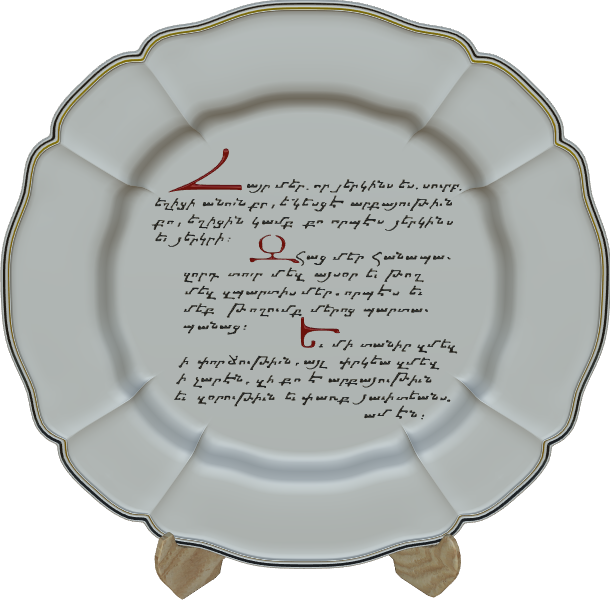 Հայր մեր, որ յերկինս ես, սուրբ
եղիցի անուն քո, եկեսցէ արքայութիւն
քո, եղիցին կամք քո որպէս յերկինս
եւ յերկրի։
Զհաց մեր հանապա-
զորդ տուր մեզ այսօր եւ թող
մեզ զպարտիս մեր. որպէս եւ
մեք թողումք մերոց պարտա-
պանաց։
Եւ մի տանիր զմեզ
ի փորձութիւն, այլ փրկեա զմեզ
ի չարէն, զի քո է արքայութիւն
եւ զօրութիւն եւ փառք յաւիտեանս.
ամէն։